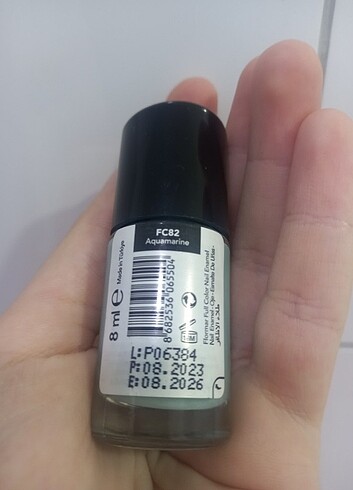 FC82
Aquamarine
8 ml e
Made in Türkiye
8 682536 065504
Flormar Full Color Nail Enamel
L:P06384
P:08.2023
E:08.2026